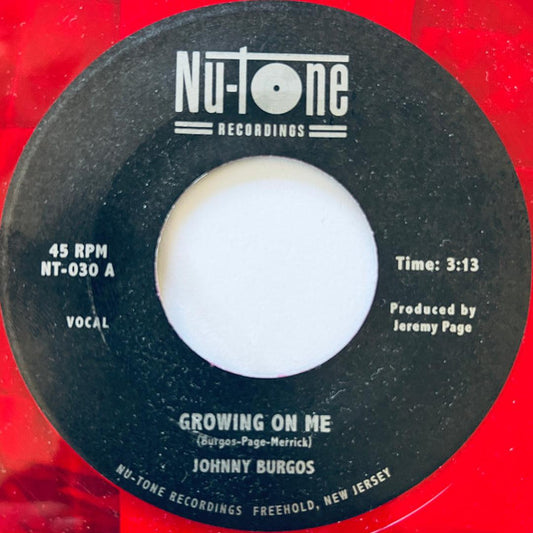 Nu-Tone
RECORDINGS
45 RPM
NT-030 A
VOCAL
Time: 3:13
Produced by
Jeremy Page
GROWING ON ME
(Burgos-Page-Merrick)
JOHNNY BURGOS
NU-TONE RECORDINGS FREEHOLD, NEW JERSEY